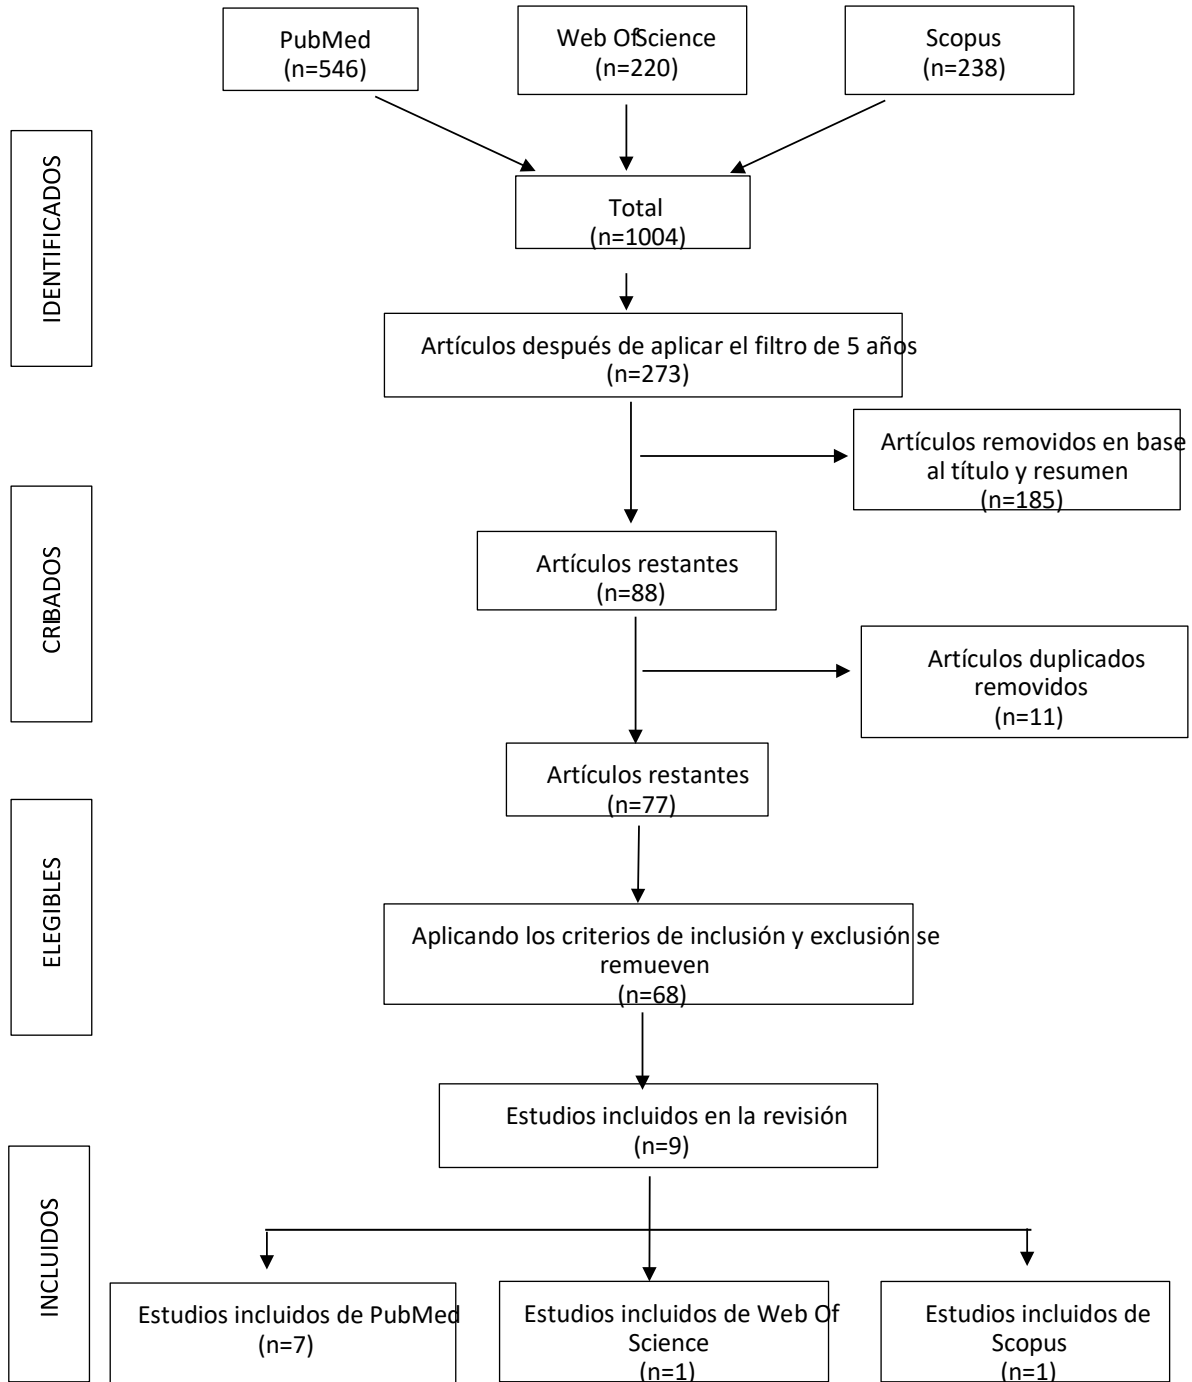 PubMed
(n=546)
Web Of Science
(n=220)
Scopus
(n=238)
IDENTIFICADOS
Total
(n=1004)
Artículos después de aplicar el filtro de 5 años
(n=273)
Artículos removidos en base
al título y resumen
(n=185)
CRIBADOS
Artículos restantes
(n=88)
Artículos duplicados
removidos
(n=11)
Artículos restantes
(n=77)
ELEGIBLES
Aplicando los criterios de inclusión y exclusión se
remueven
(n=68)
Estudios incluidos en la revisión
(n=9)
INCLUIDOS
Estudios incluidos de PubMed
(n=7)
Estudios incluidos de Web Of
Science
(n=1)
Estudios incluidos de
Scopus
(n=1)